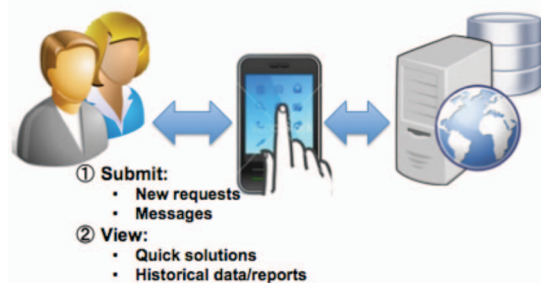 ① Submit:
• New requests
• Messages
② View:
• Quick solutions
• Historical data/reports